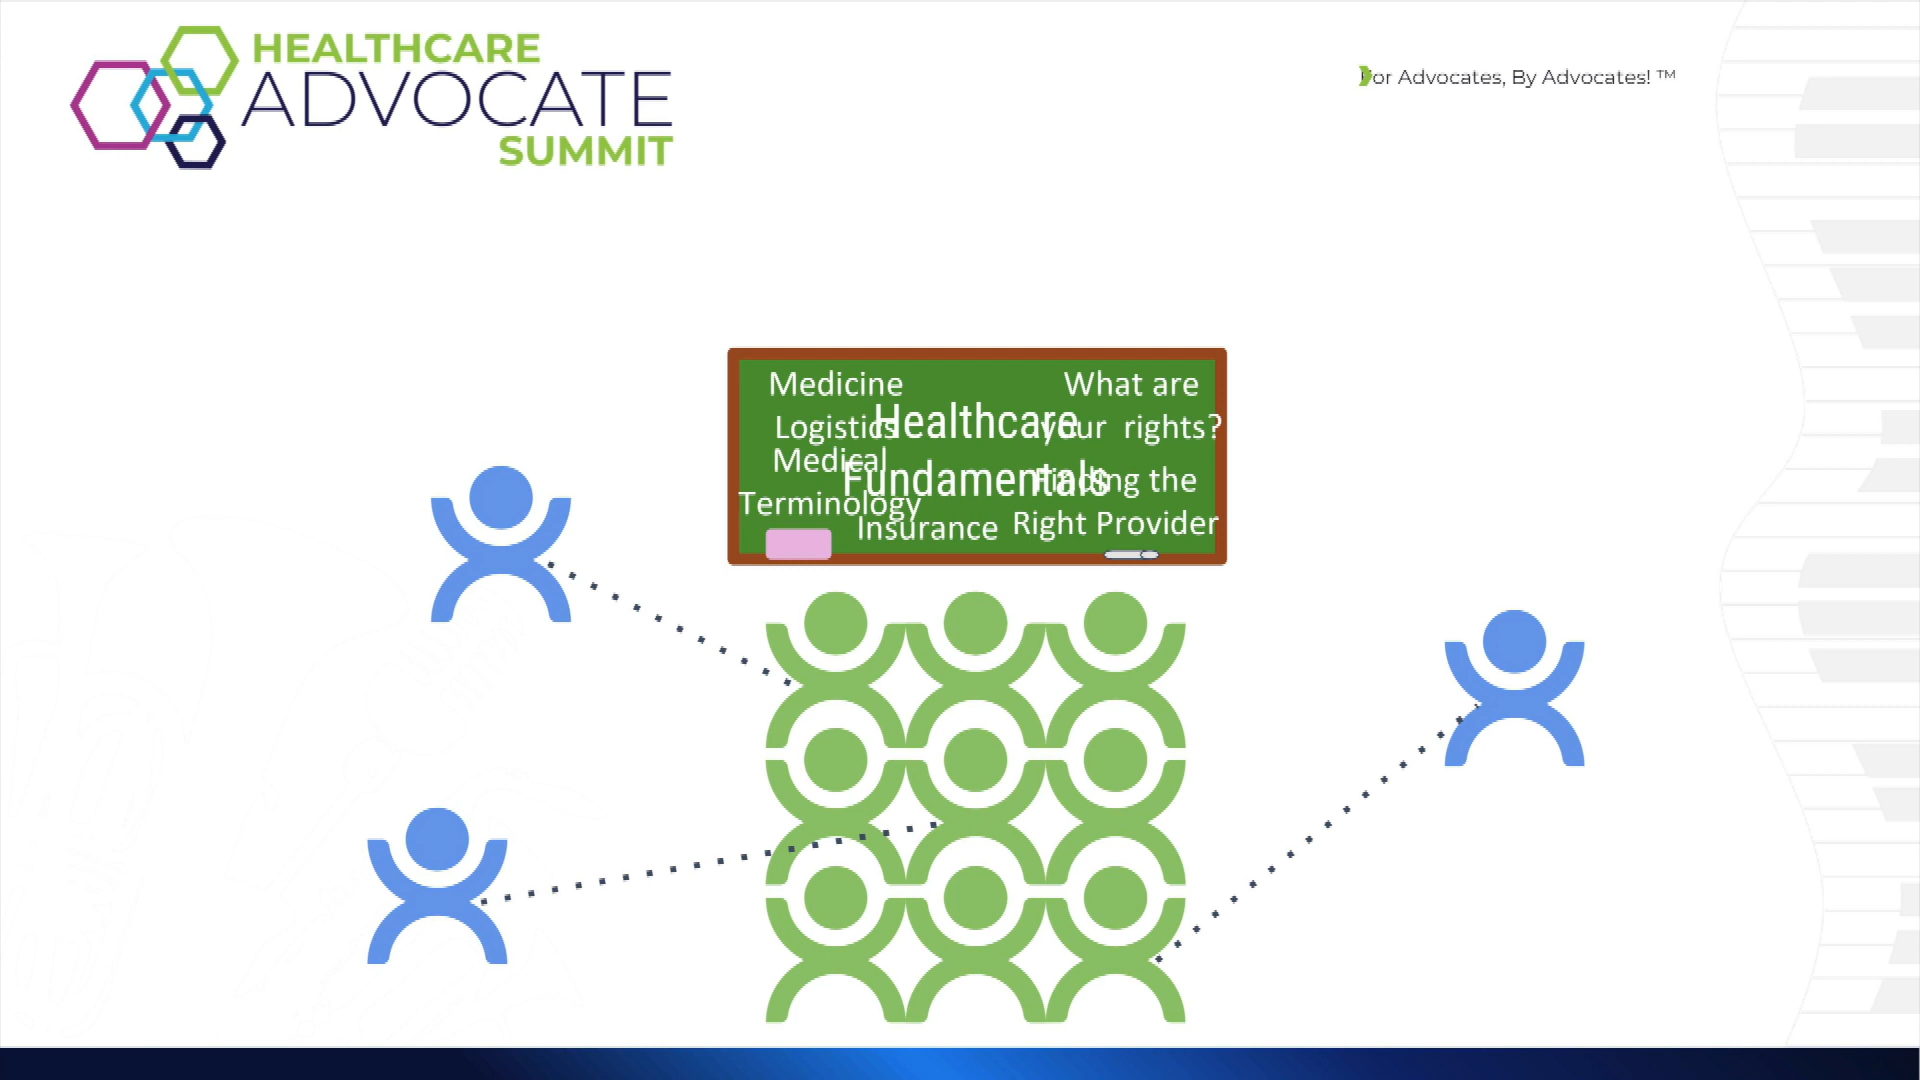 HEALTHCARE
ADVOCATE
SUMMIT
For Advocates, By Advocates! ™
Medicine
Logistics
Medical
Terminology
Healthcare
Fundamentals
Insurance
What are
your rights?
Finding the
Right Provider